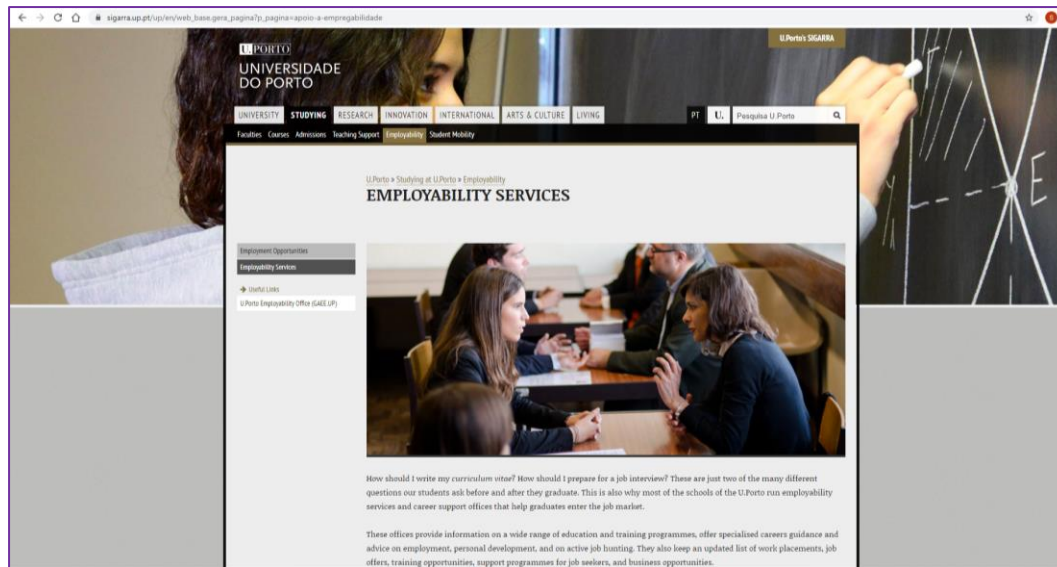 sigarra.up.pt/up/en/web_base.gera_pagina?p_pagina=apoio-a-empregabilidade
S
U.Porto's SIGARRA
U.PORTO
UNIVERSIDADE
DO PORTO
UNIVERSITY STUDYING RESEARCH INNOVATION INTERNATIONAL ARTS & CULTURE LIVING PT U. Pesquisa U.Porto
Faculties Courses Admissions Teaching Support Employability Student Mobility
U.Porto » Studying at U.Porto » Employability
EMPLOYABILITY SERVICES
Employment Opportunities
Employability Services
→ Useful Links
U.Porto Employability Office (GAEE.UP)
E
How should I write my curriculum vitae? How should I prepare for a job interview? These are just two of the many different
questions our students ask before and after they graduate. This is also why most of the schools of the U.Porto run employability
services and career support offices that help graduates enter the job market.
These offices provide information on a wide range of education and training programmes, offer specialised careers guidance and
advice on employment, personal development, and on active job hunting. They also keep an updated list of work placements, job
offers, training opportunities, support programmes for job seekers, and business opportunities.